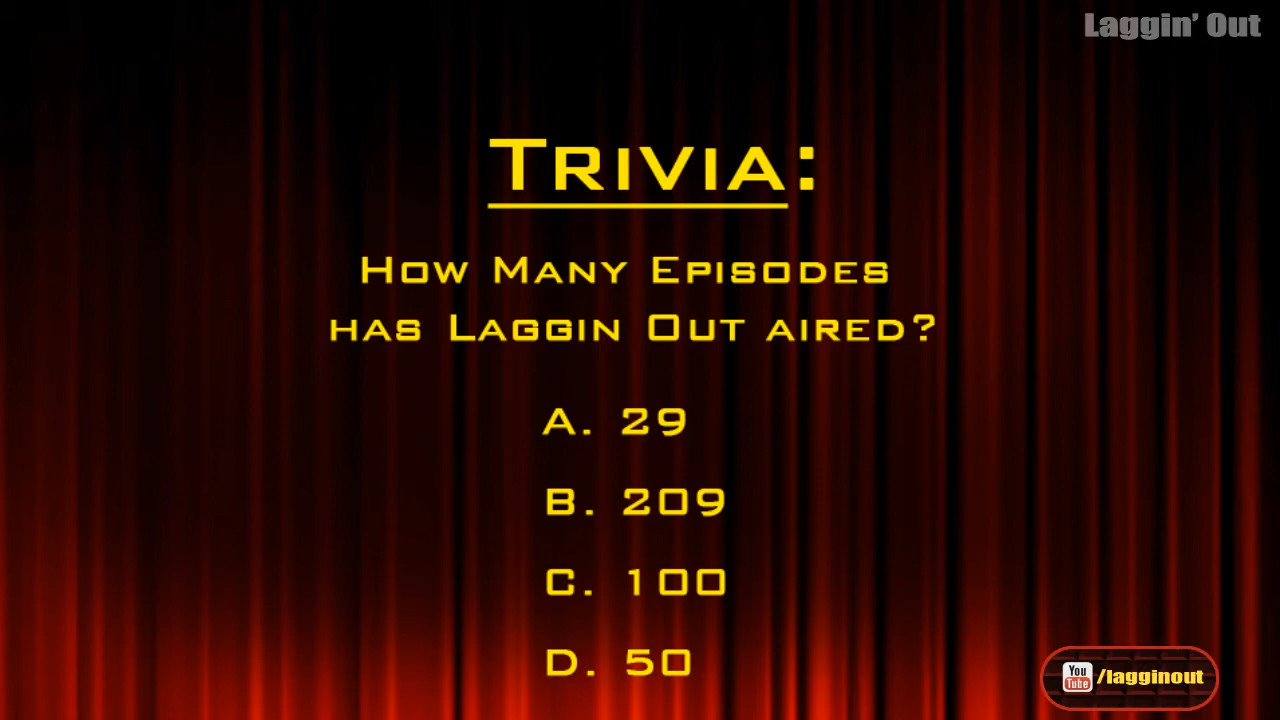 Laggin' Out
Trivia:
How Many Episodes
has Laggin Out aired?
A. 29
B. 209
C. 100
D. 50
You Tube /lagginout